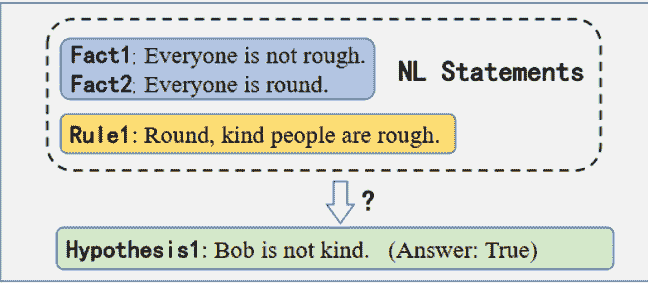 Fact1: Everyone is not rough.
Fact2: Everyone is round.
NL Statements
Rule1: Round, kind people are rough.
?
Hypothesis1: Bob is not kind. (Answer: True)